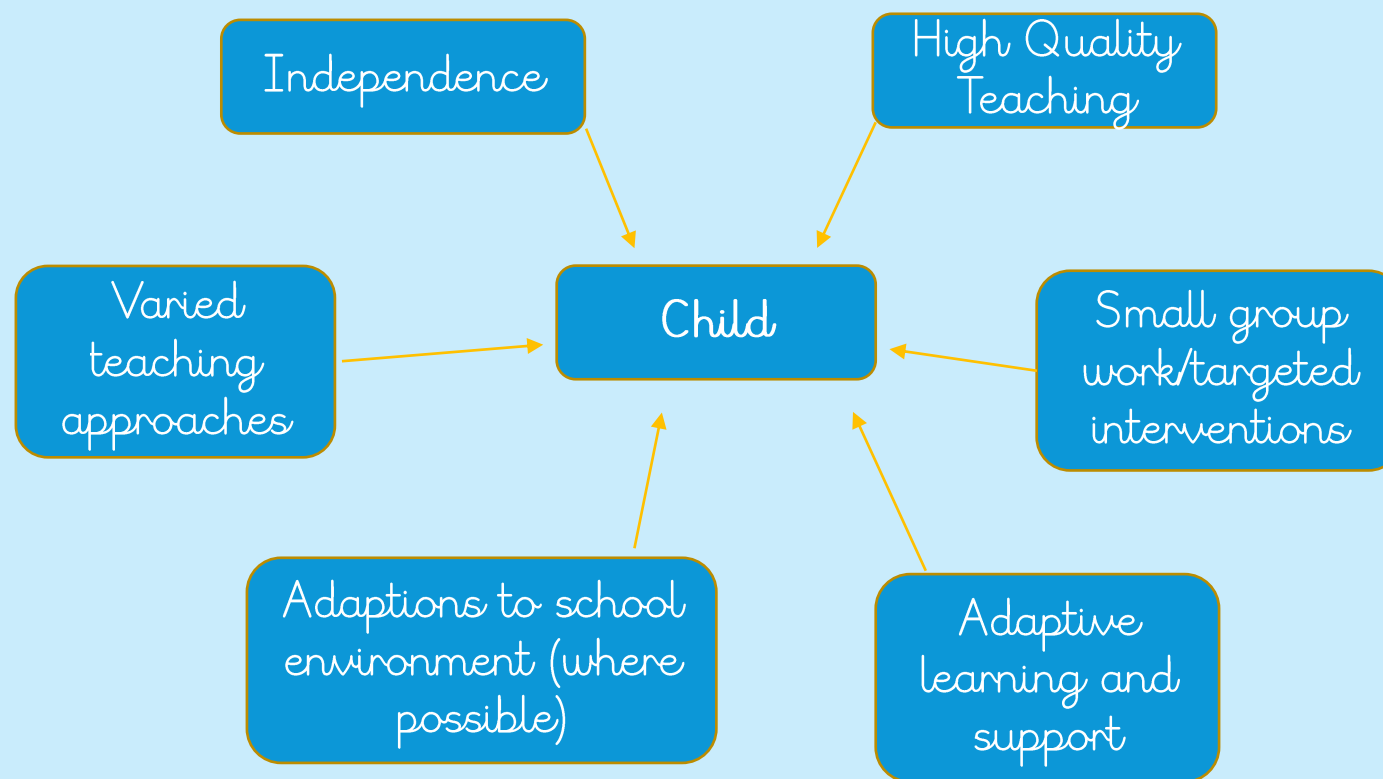 Independence
High Quality
Teaching
Varied
teaching
approaches
Child
Small group
work/targeted
interventions
Adaptions to school
environment (where
possible)
Adaptive
learning and
support